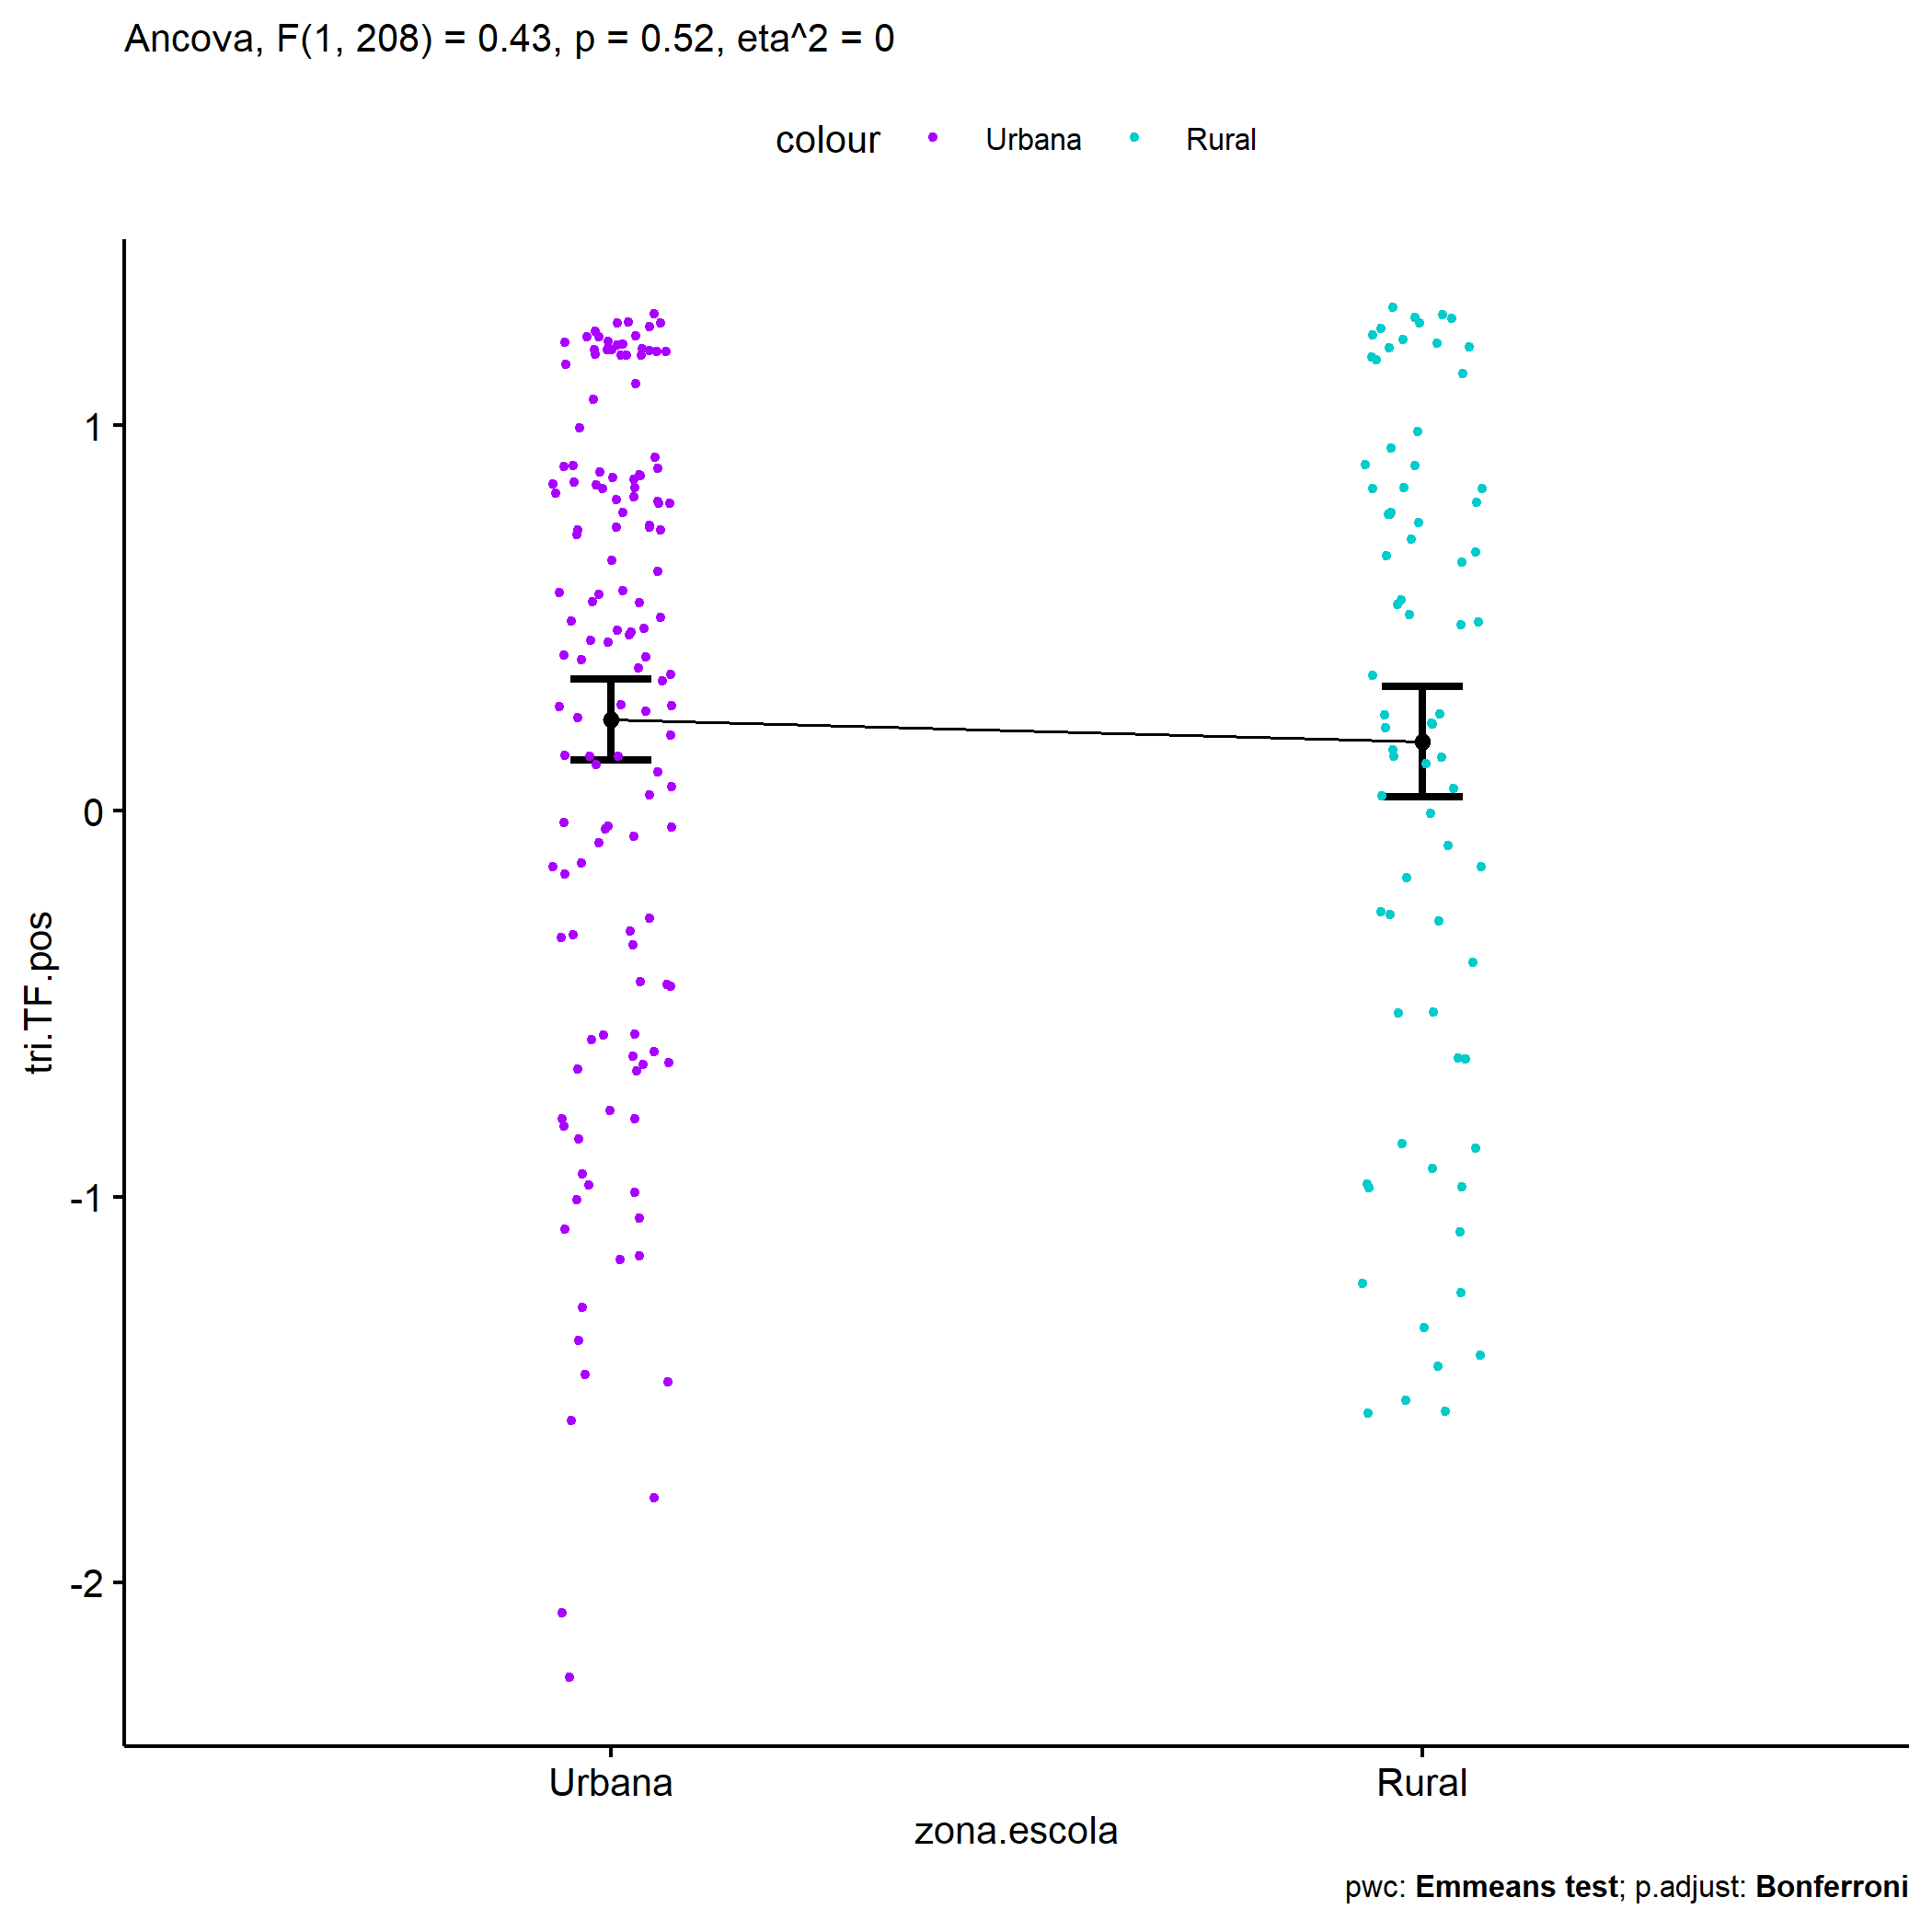 Ancova, F(1, 208) = 0.43, p = 0.52, eta^2 = 0
colour Urbana Rural
1
0
-1
-2
tri.TF.pos
Urbana Rural
zona.escola
pwc: Emmeans test; p.adjust: Bonferroni